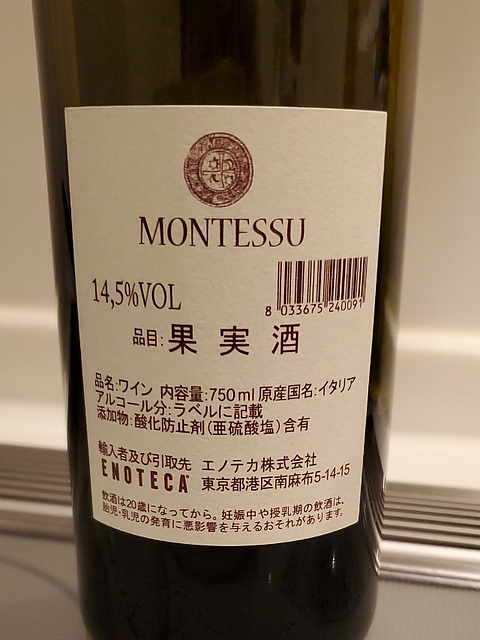 MONTESSU
14,5%VOL
8 033675 240091
品目:果実酒
品名:ワイン 内容量:750ml 原産国名:イタリア
アルコール分:ラベルに記載
添加物:酸化防止剤(亜硫酸塩)含有
輸入者及び引取先 エノテカ株式会社
ENOTECA 東京都港区南麻布5-14-15
飲酒は20歳になってから。妊娠中や授乳期の飲酒は、
胎児・乳児の発育に悪影響を与えるおそれがあります。